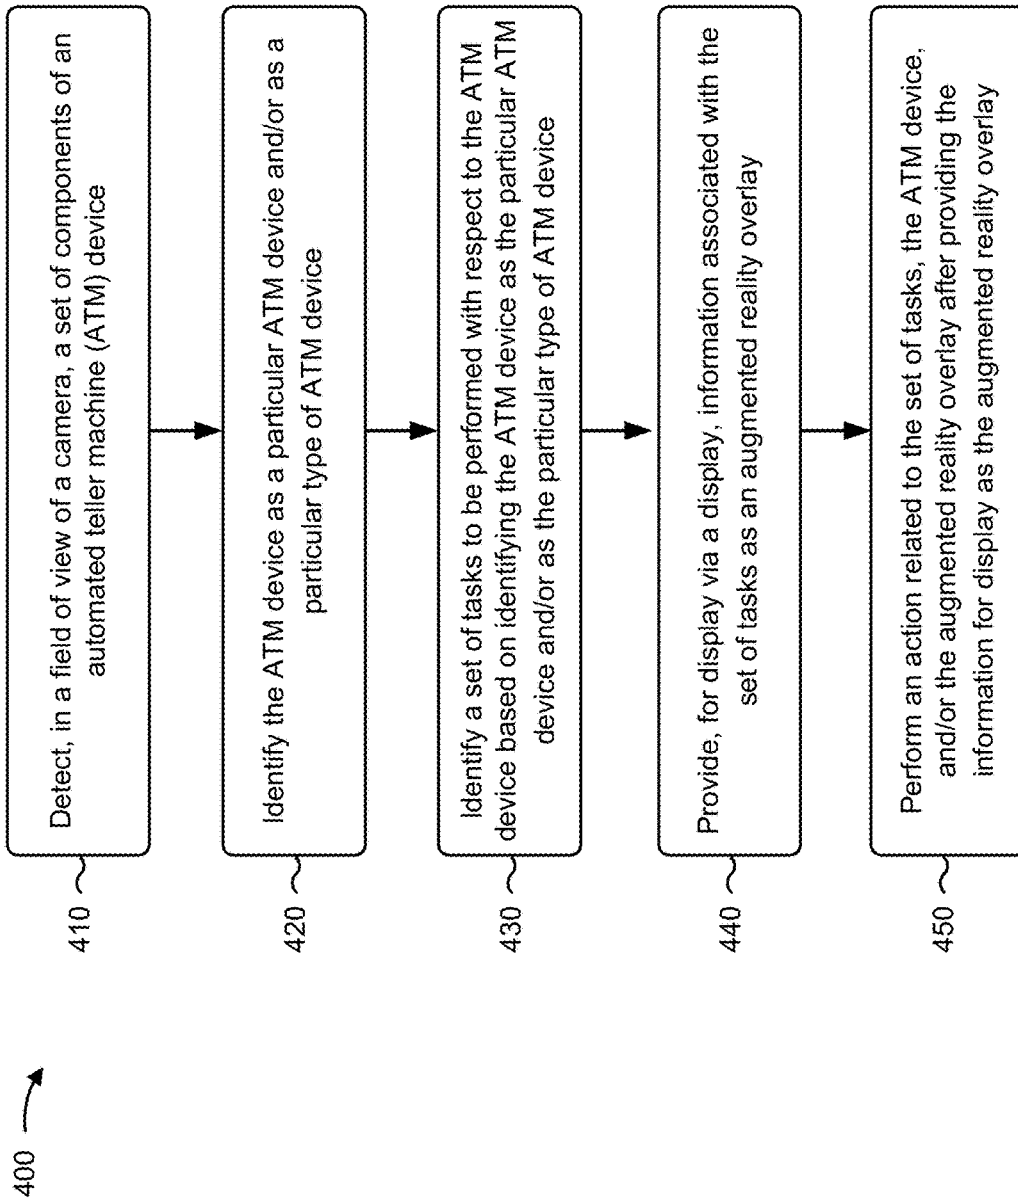 400
410
Detect, in a field of view of a camera, a set of components of an
automated teller machine (ATM) device
420
Identify the ATM device as a particular ATM device and/or as a
particular type of ATM device
430
Identify a set of tasks to be performed with respect to the ATM
device based on identifying the ATM device as the particular ATM
device and/or as the particular type of ATM device
440
Provide, for display via a display, information associated with the
set of tasks as an augmented reality overlay
450
Perform an action related to the set of tasks, the ATM device,
and/or the augmented reality overlay after providing the
information for display as the augmented reality overlay